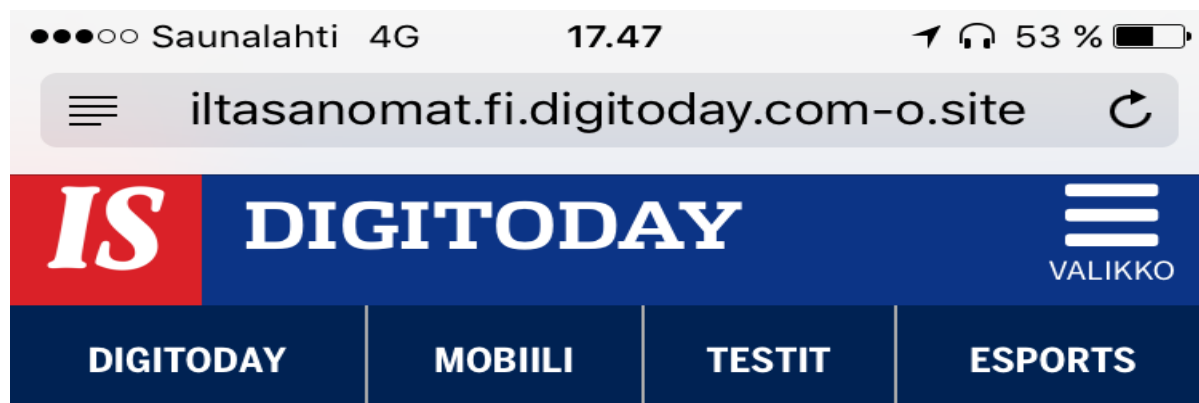 Saunalahti 4G 17.47 53 %
iltasanomat.fi.digitoday.com-o.site
IS DIGITODAY
VALIKKO
DIGITODAY MOBIILI TESTIT ESPORTS